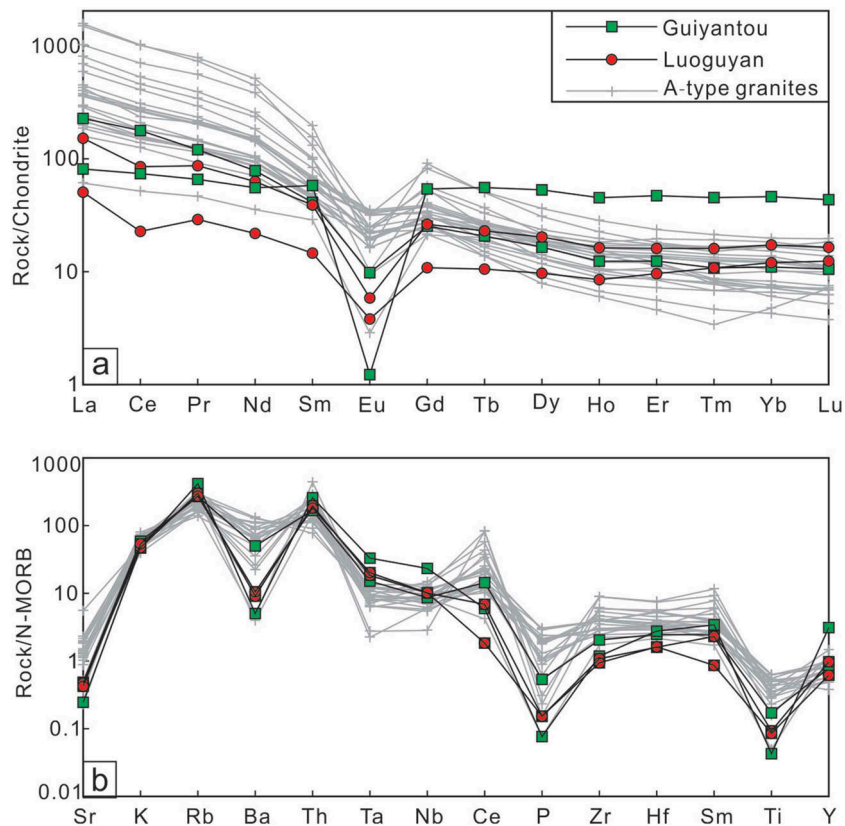 Guiyantou
Luoguyan
A-type granites
1000
100
10
1
Rock/Chondrite
a
La Ce Pr Nd Sm Eu Gd Tb Dy Ho Er Tm Yb Lu
1000
100
10
1
0.1
0.01
Rock/N-MORB
b
Sr K Rb Ba Th Ta Nb Ce P Zr Hf Sm Ti Y